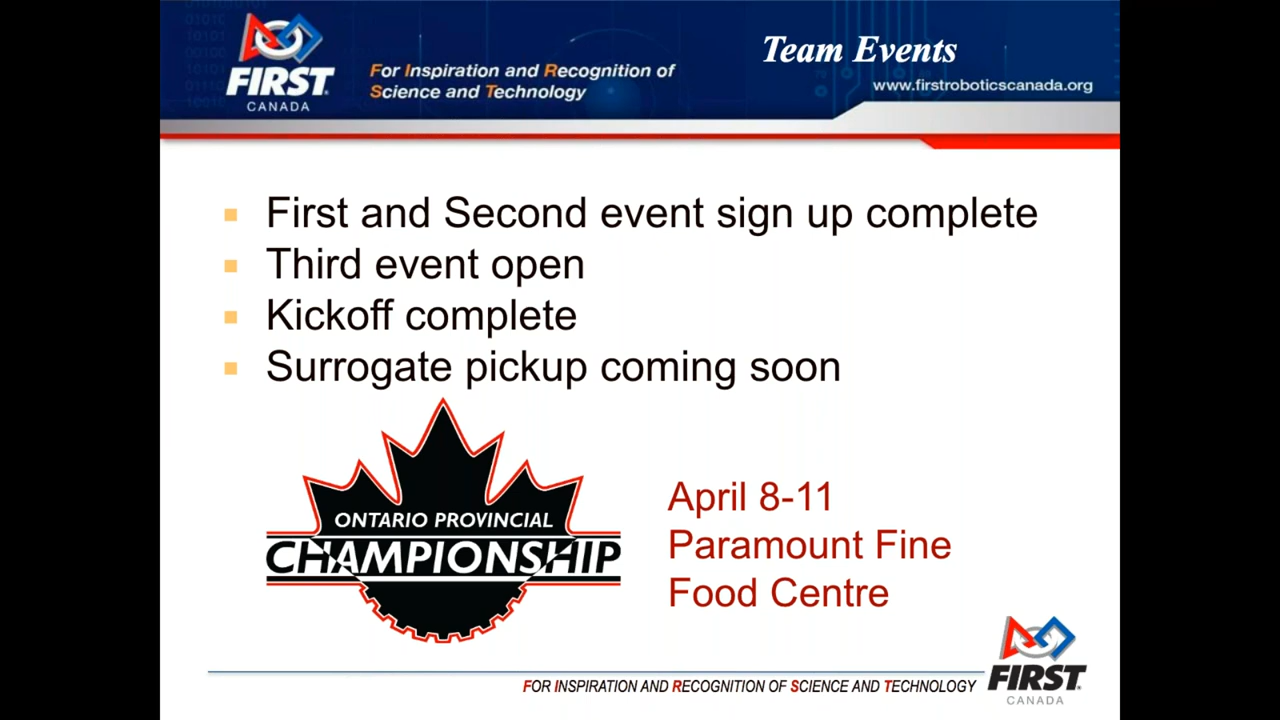 FIRST
CANADA
For Inspiration and Recognition of
Science and Technology
Team Events
www.firstroboticscanada.org
First and Second event sign up complete
Third event open
Kickoff complete
Surrogate pickup coming soon
ONTARIO PROVINCIAL
CHAMPIONSHIP
April 8-11
Paramount Fine
Food Centre
FOR INSPIRATION AND RECOGNITION OF SCIENCE AND TECHNOLOGY
FIRST
CANADA